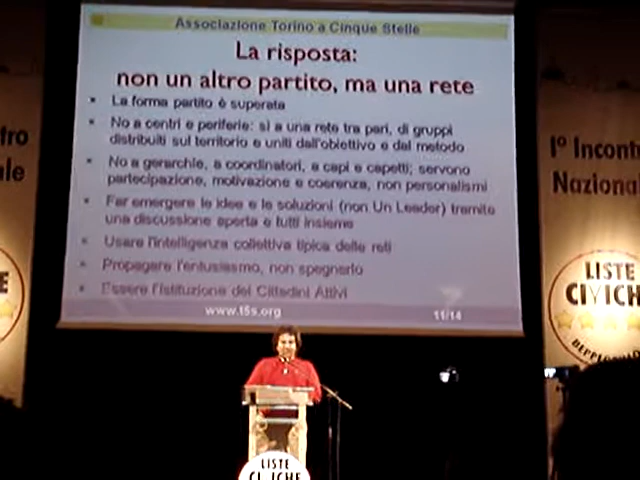 Associazione Torino a Cinque Stelle
La risposta:
non un altro partito, ma una rete
• La forma partito è superata
• No a centri e periferie: sì a una rete tra pari, di gruppi
distribuiti sul territorio e uniti dall'obiettivo e dal metodo
• No a gerarchie, a coordinatori, a capi e capetti; servono
partecipazione, motivazione e coerenza, non personalismi
• Far emergere le idee e le soluzioni (non Un Leader) tramite
una discussione aperta e tutti insieme
• Usare l'intelligenza collettiva tipica delle reti
• Propagare l'entusiasmo, non spegnerlo
• Essere l'Istituzione dei Cittadini Attivi
www.t5s.org
11/14
tro
le
E
1° Incont
Naziona
LISTE
CIVICH
LISTE
CIVICHE